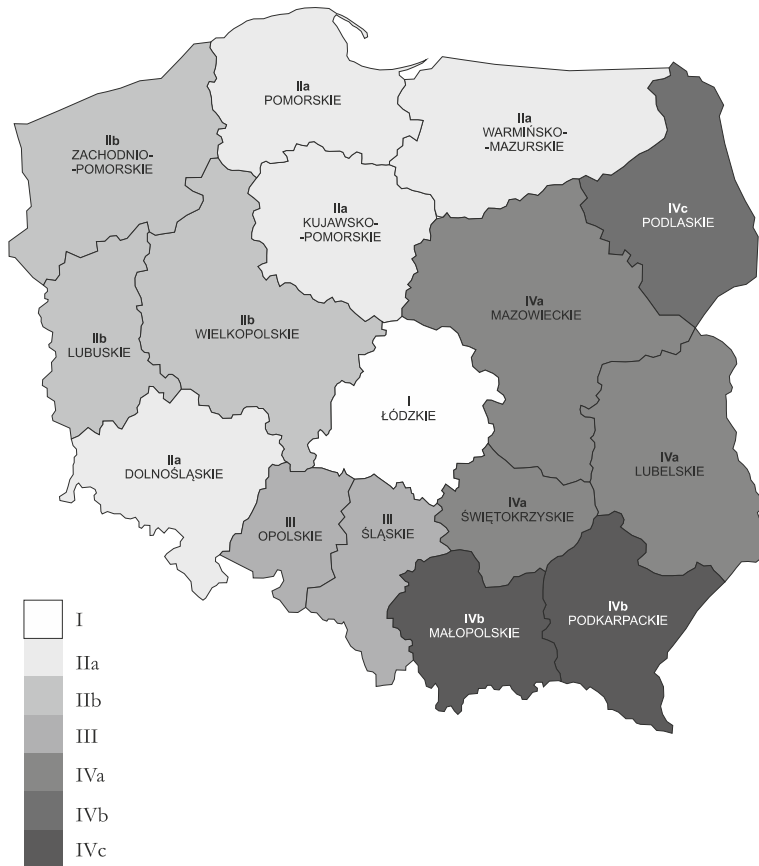 IIa
POMORSKIE
IIa
WARMIŃSKO-
-MAZURSKIE
IIb
ZACHODNIO-
-POMORSKIE
IIa
KUJAWSKO-
-POMORSKIE
IVc
PODLASKIE
IVa
MAZOWIECKIE
IIb
WIELKOPOLSKIE
IIb
LUBUSKIE
I
ŁÓDZKIE
IIa
DOLNOŚLĄSKIE
IVa
LUBELSKIE
IVa
ŚWIĘTOKRZYSKIE
III
OPOLSKIE
III
ŚLĄSKIE
IVb
MAŁOPOLSKIE
IVb
PODKARPACKIE
I
IIa
IIb
III
IVa
IVb
IVc